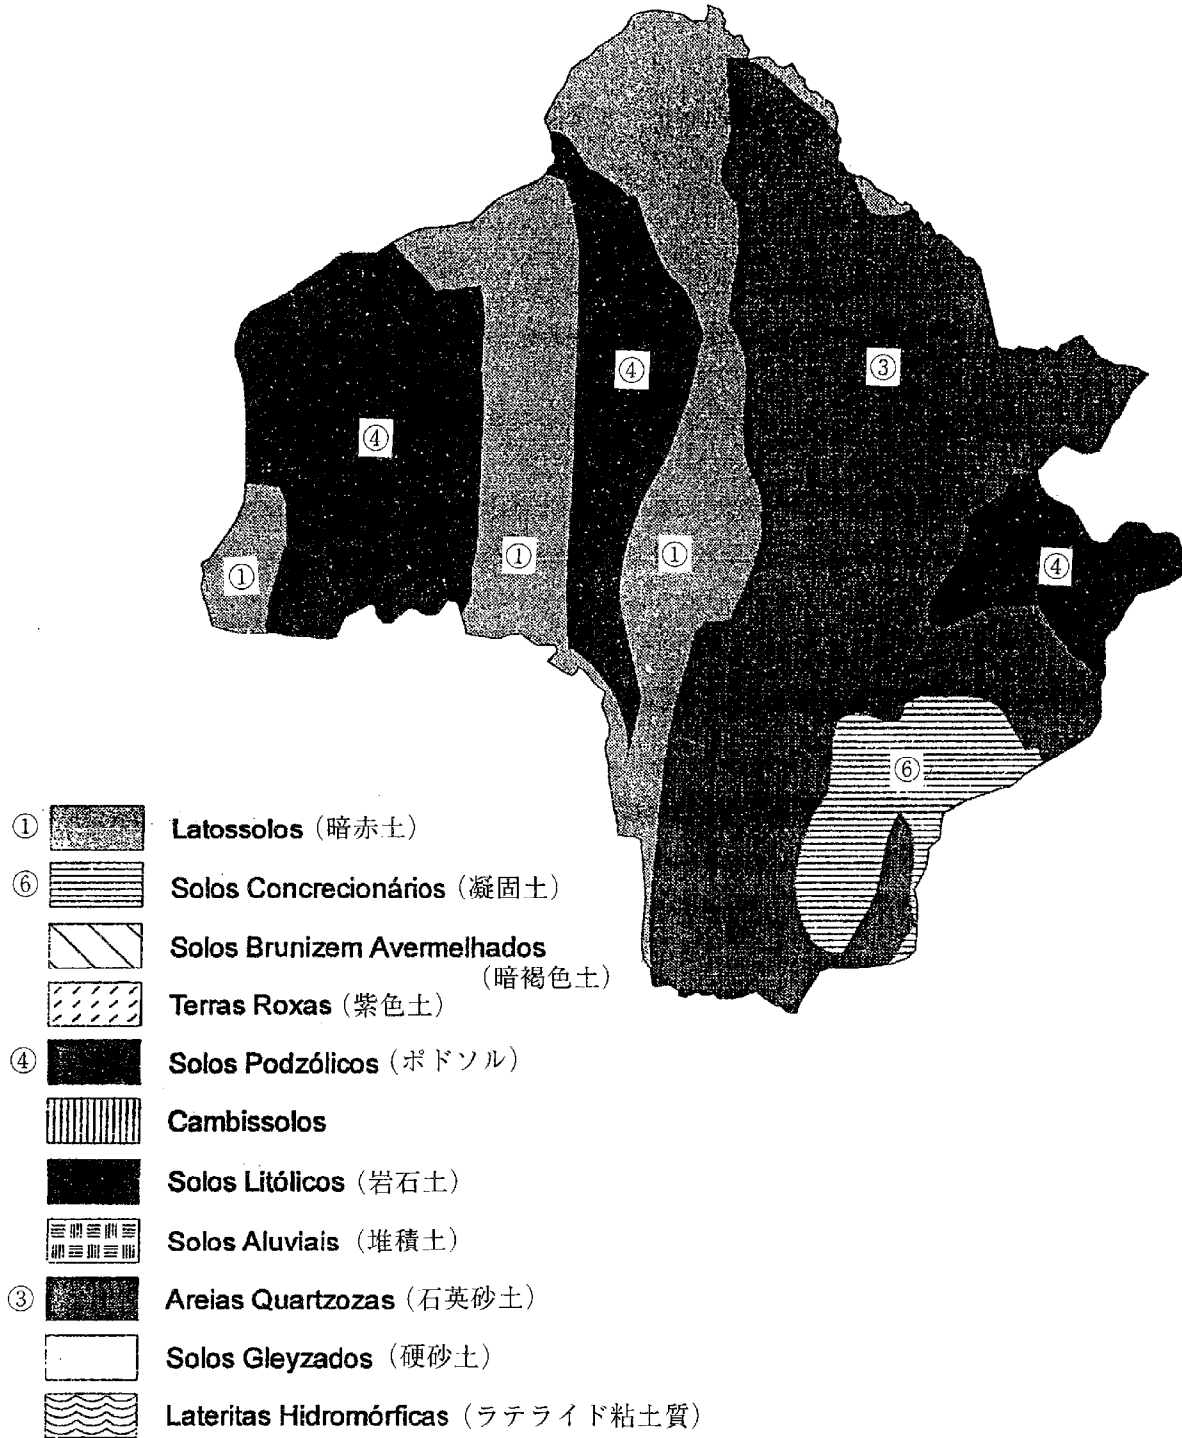 ④
③
④
④
①
①
①
④
⑥
① Latossolos（暗赤土）
⑥ Solos Concrecionários（凝固土）
Solos Brunizem Avermelhados
（暗褐色土）
Terras Roxas（紫色土）
④ Solos Podzólicos（ポドソル）
Cambissolos
Solos Litólicos（岩石土）
Solos Aluviais（堆積土）
③ Areias Quartzozas（石英砂土）
Solos Gleyzados（硬砂土）
Lateritas Hidromórficas（ラテライド粘土質）